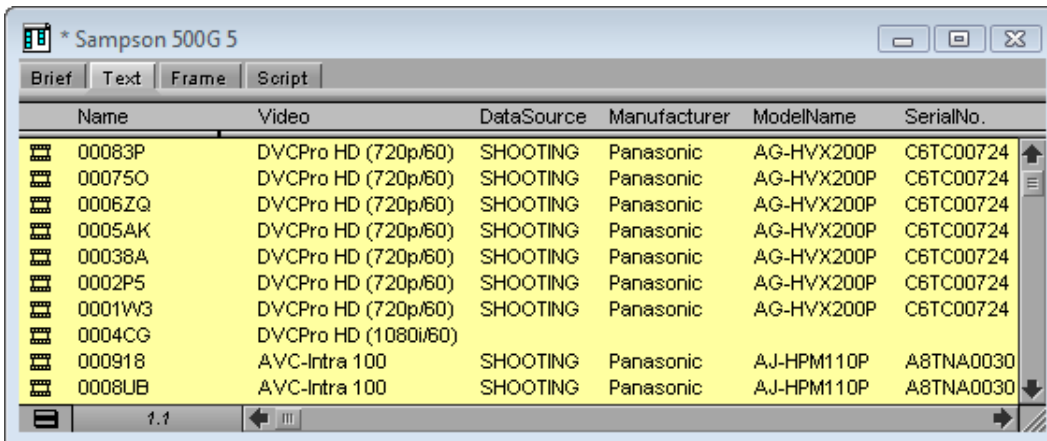 * Sampson 500G 5
Brief Text Frame Script
Name Video DataSource Manufacturer ModelName SerialNo.
00083P DVCPro HD (720p/60) SHOOTING Panasonic AG-HVX200P C6TC00724
00075O DVCPro HD (720p/60) SHOOTING Panasonic AG-HVX200P C6TC00724
0006ZQ DVCPro HD (720p/60) SHOOTING Panasonic AG-HVX200P C6TC00724
0005AK DVCPro HD (720p/60) SHOOTING Panasonic AG-HVX200P C6TC00724
00038A DVCPro HD (720p/60) SHOOTING Panasonic AG-HVX200P C6TC00724
0002P5 DVCPro HD (720p/60) SHOOTING Panasonic AG-HVX200P C6TC00724
0001W3 DVCPro HD (720p/60) SHOOTING Panasonic AG-HVX200P C6TC00724
0004CG DVCPro HD (1080i/60)
000918 AVC-Intra 100 SHOOTING Panasonic AJ-HPM110P A8TNA0030
0008UB AVC-Intra 100 SHOOTING Panasonic AJ-HPM110P A8TNA0030
1.1